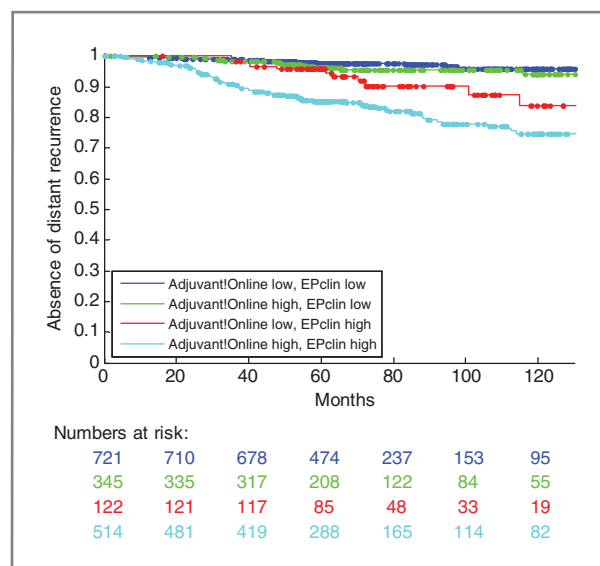 1
0.9
0.8
0.7
0.6
0.5
0.4
0.3
0.2
0.1
0
Absence of distant recurrence
Adjuvant!Online low, EPclin low
Adjuvant!Online high, EPclin low
Adjuvant!Online low, EPclin high
Adjuvant!Online high, EPclin high
0 20 40 60 80 100 120
Months
Numbers at risk:
721 710 678 474 237 153 95
345 335 317 208 122 84 55
122 121 117 85 48 33 19
514 481 419 288 165 114 82